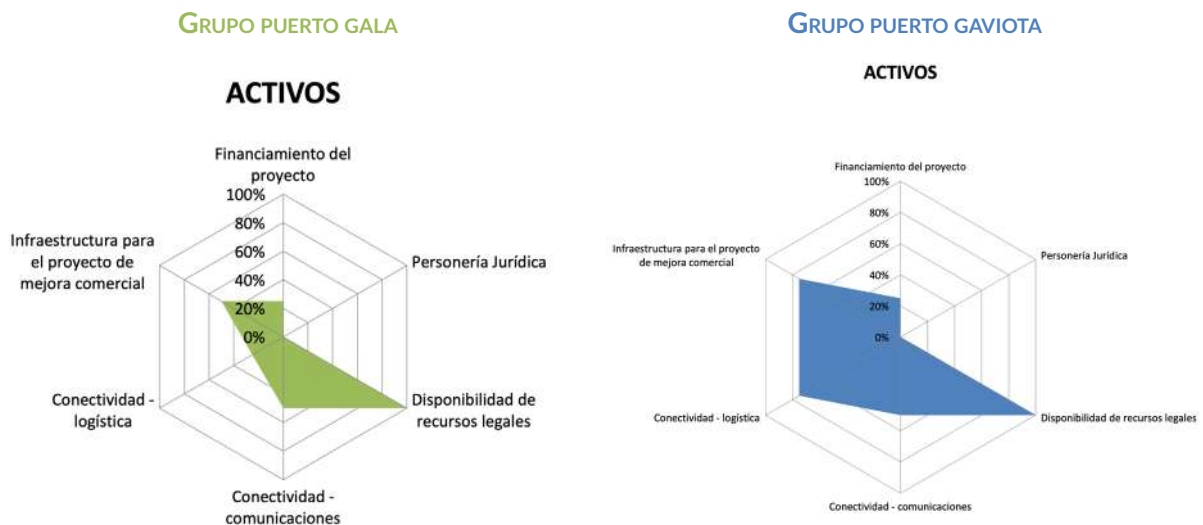 GRUPO PUERTO GALA
ACTIVOS
Financiamiento del
proyecto
100%
80%
60%
40%
20%
0%
Personería Jurídica
Disponibilidad de
recursos legales
Conectividad -
comunicaciones
Conectividad -
logística
Infraestructura para
el proyecto de
mejora comercial
GRUPO PUERTO GAVIOTA
ACTIVOS
Financiamiento del proyecto
100%
80%
60%
40%
20%
0%
Personería Jurídica
Disponibilidad de recursos legales
Conectividad - comunicaciones
Conectividad - logística
Infraestructura para el proyecto
de mejora comercial